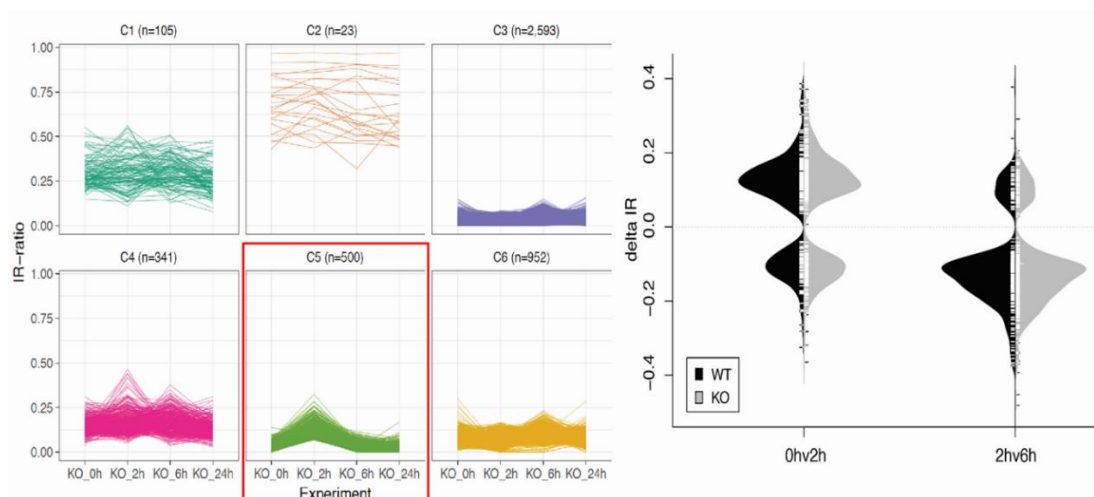 C1 (n=105)
C2 (n=23)
C3 (n=2,593)
1.00
0.75
0.50
0.25
0.00
C4 (n=341)
C5 (n=500)
C6 (n=952)
1.00
0.75
0.50
0.25
0.00
IR-ratio
KO_0h KO_2h KO_6h KO_24h
KO_0h KO_2h KO_6h KO_24h
KO_0h KO_2h KO_6h KO_24h
Experiment
delta IR
0.4
0.2
0.0
−0.2
−0.4
WT
KO
0hv2h
2hv6h